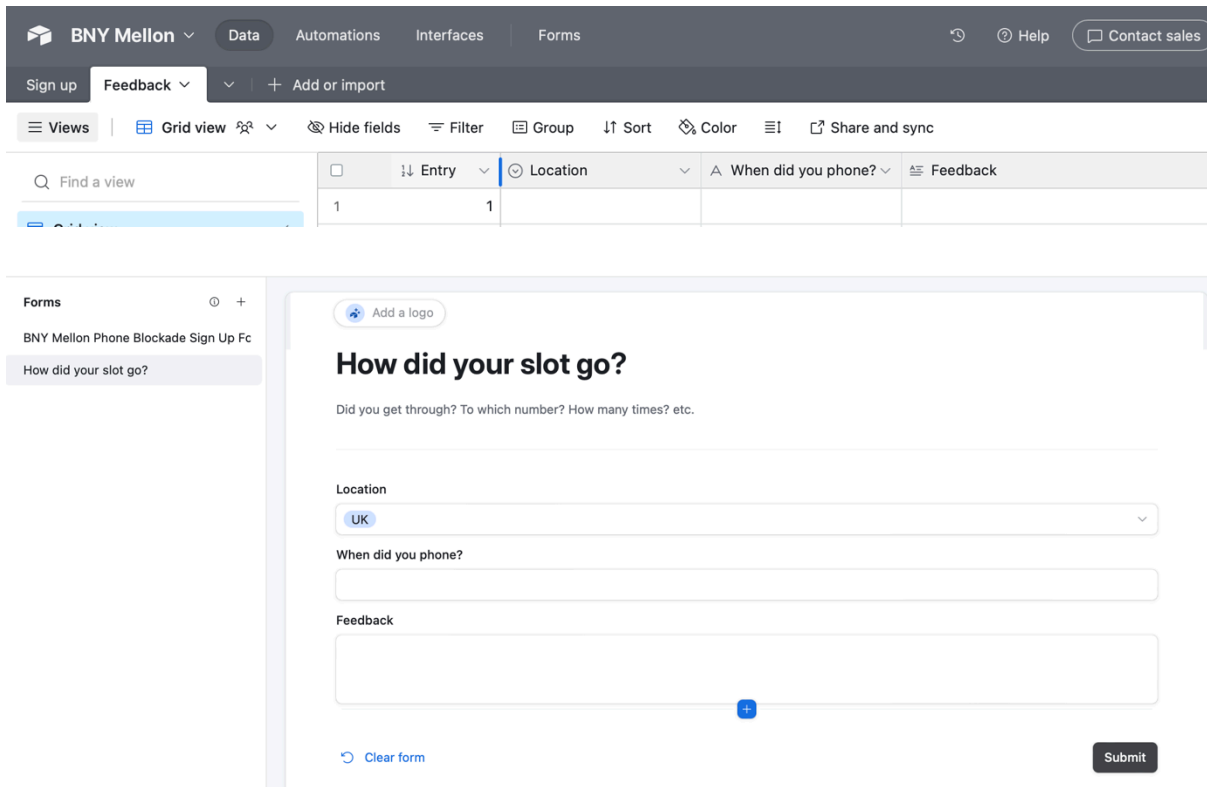 BNY Mellon Data Automations Interfaces Forms Help Contact sales
Sign up Feedback Add or import
Views Grid view Hide fields Filter Group Sort Color Share and sync
Find a view
Entry Location When did you phone? Feedback
1 1
Forms
BNY Mellon Phone Blockade Sign Up Fc
How did your slot go?
Add a logo
How did your slot go?
Did you get through? To which number? How many times? etc.
Location
UK
When did you phone?
Feedback
Clear form Submit